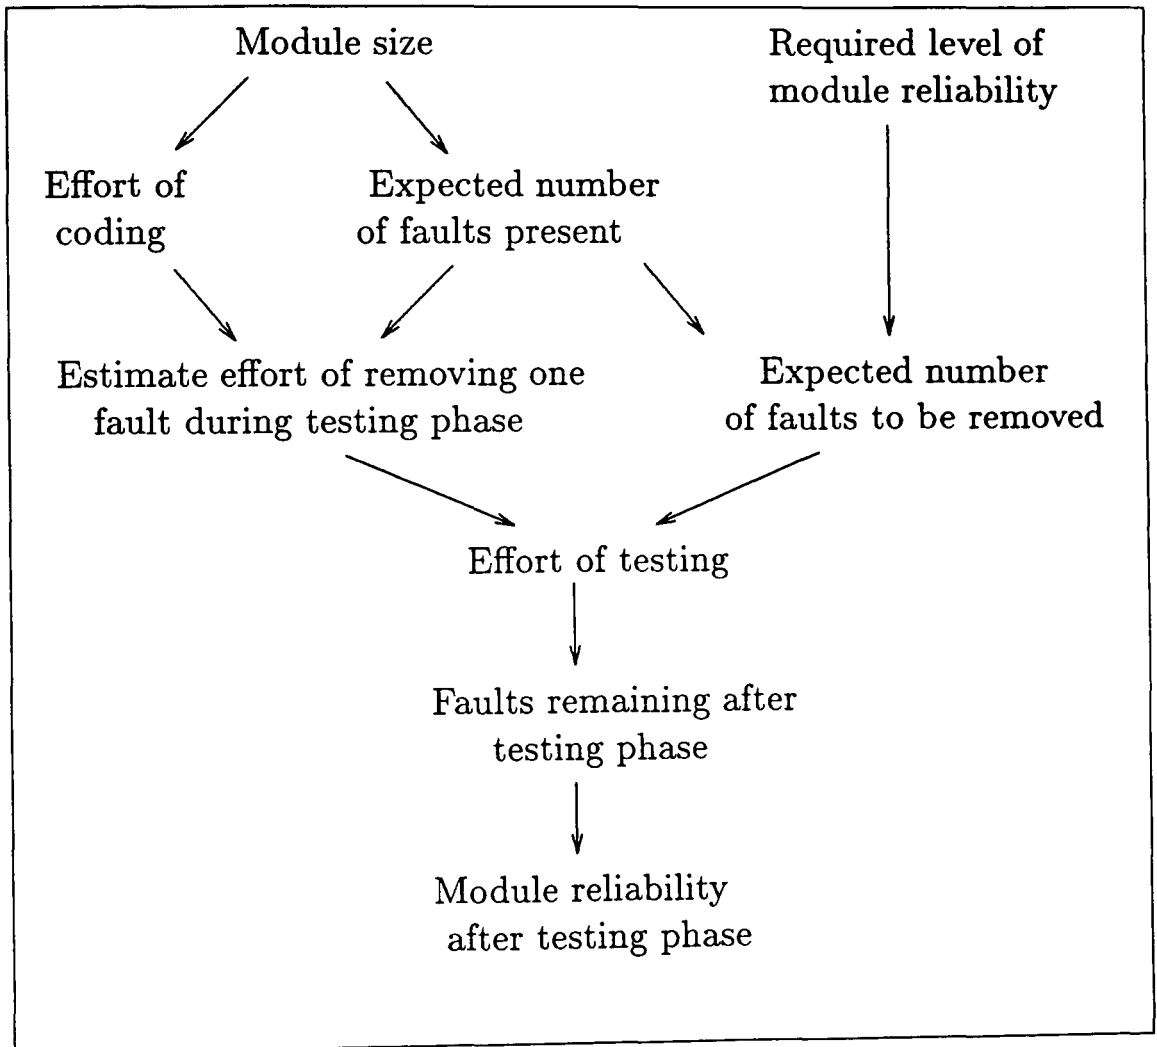 Module size
Required level of
module reliability
Effort of
coding
Expected number
of faults present
Estimate effort of removing one
fault during testing phase
Expected number
of faults to be removed
Effort of testing
Faults remaining after
testing phase
Module reliability
after testing phase